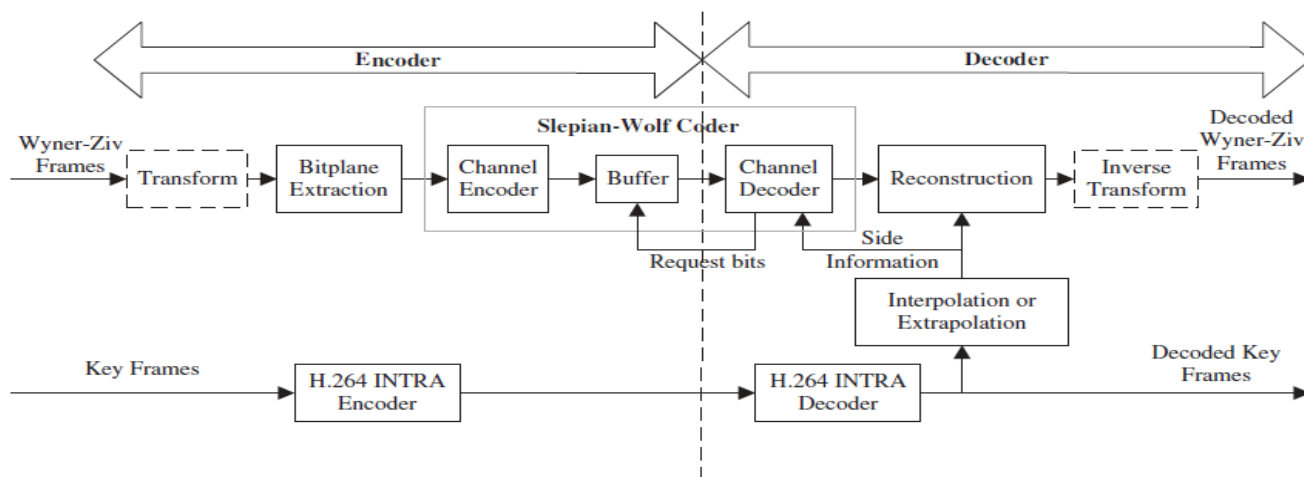 Encoder
Decoder
Slepian-Wolf Coder
Wyner-Ziv
Frames
Transform
Bitplane
Extraction
Channel
Encoder
Buffer
Channel
Decoder
Reconstruction
Inverse
Transform
Decoded
Wyner-Ziv
Frames
Request bits
Side
Information
Interpolation or
Extrapolation
Key Frames
H.264 INTRA
Encoder
H.264 INTRA
Decoder
Decoded Key
Frames